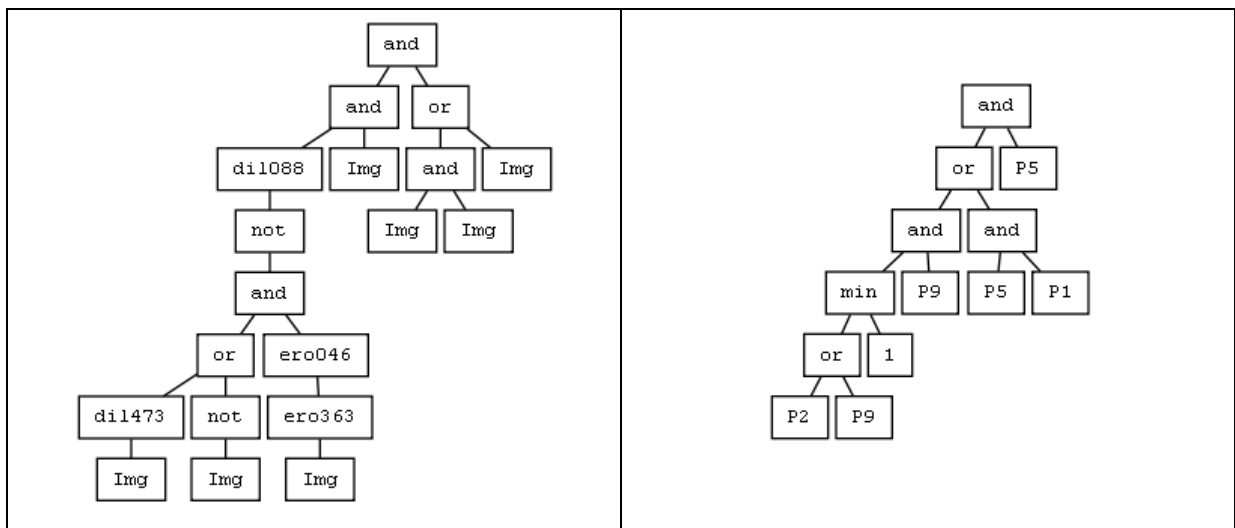 and
and or
dil088 Img and Img
not Img Img
and
or ero046
dil473 not ero363
Img Img Img
and
or P5
and and
min P9 P5 P1
or 1
P2 P9